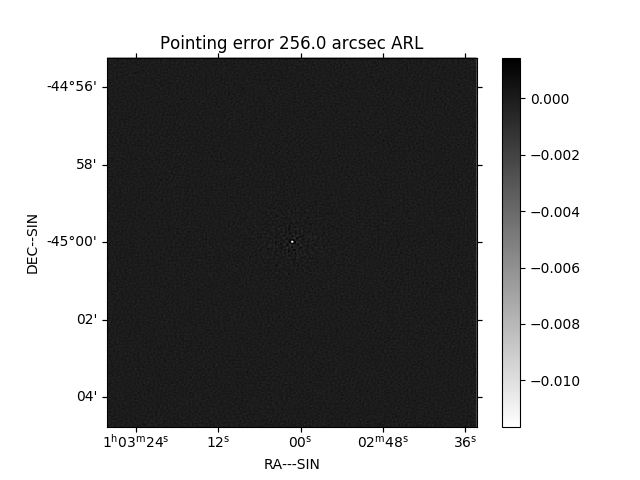 Pointing error 256.0 arcsec ARL
-44°56'
58'
-45°00'
02'
04'
1ʰ03ᵐ24ˢ 12ˢ 00ˢ 02ᵐ48ˢ 36ˢ
RA---SIN
DEC--SIN
0.000
−0.002
−0.004
−0.006
−0.008
−0.010